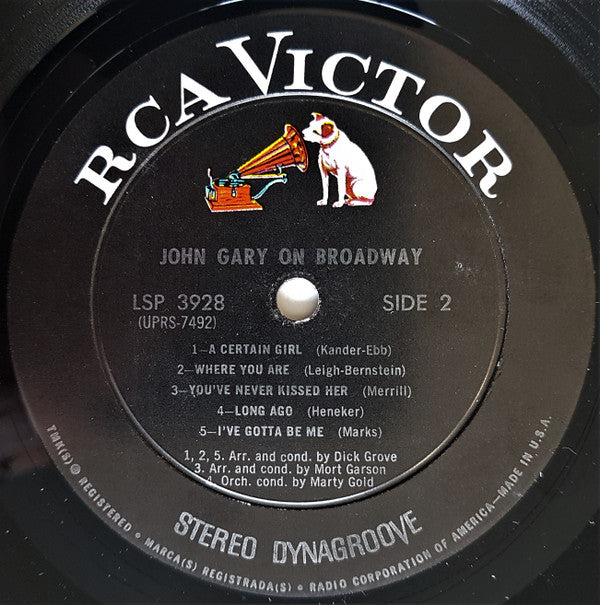 RCA VICTOR
JOHN GARY ON BROADWAY
LSP 3928
(UPRS-7492)
SIDE 2
1—A CERTAIN GIRL (Kander-Ebb)
2—WHERE YOU ARE (Leigh-Bernstein)
3—YOU'VE NEVER KISSED HER (Merrill)
4—LONG AGO (Heneker)
5—I'VE GOTTA BE ME (Marks)
1, 2, 5. Arr. and cond. by Dick Grove
3. Arr. and cond. by Mort Garson
4. Orch. cond. by Marty Gold
STEREO DYNAGROOVE
TMK(S) ® REGISTERED • MARCA(S) REGISTRADA(S) • RADIO CORPORATION OF AMERICA—MADE IN U.S.A.